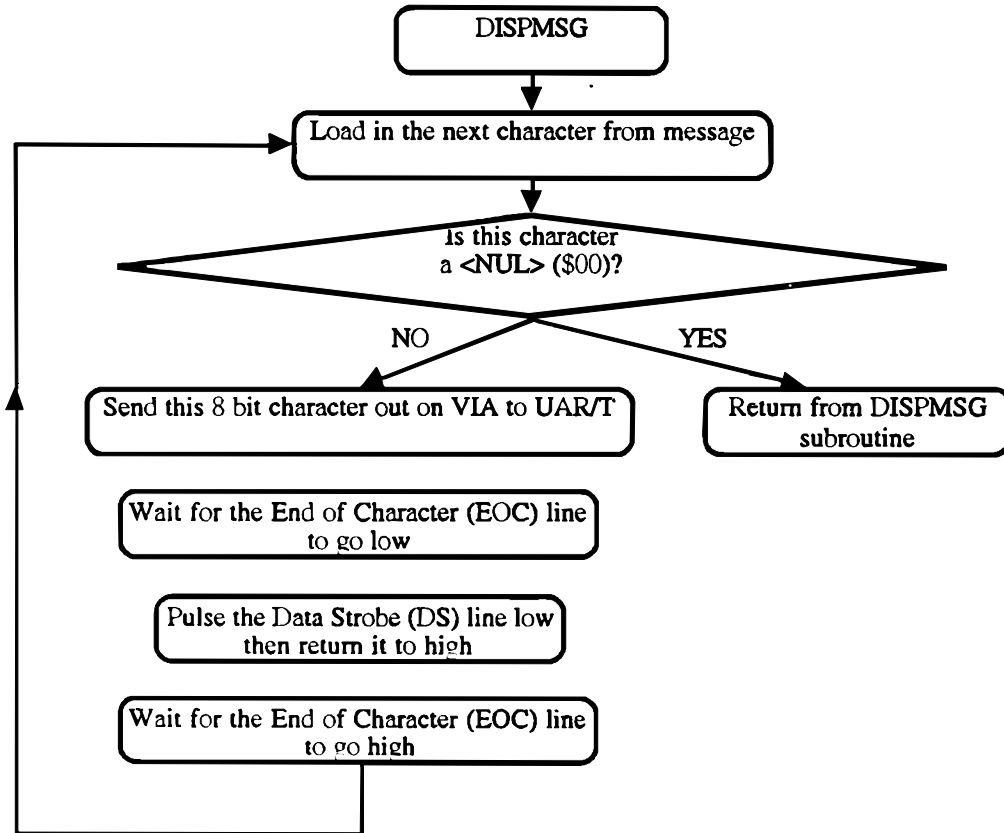 DISPMSG
Load in the next character from message
Is this character
a <NUL> ($00)?
NO
YES
Send this 8 bit character out on VIA to UAR/T
Return from DISPMSG
subroutine
Wait for the End of Character (EOC) line
to go low
Pulse the Data Strobe (DS) line low
then return it to high
Wait for the End of Character (EOC) line
to go high